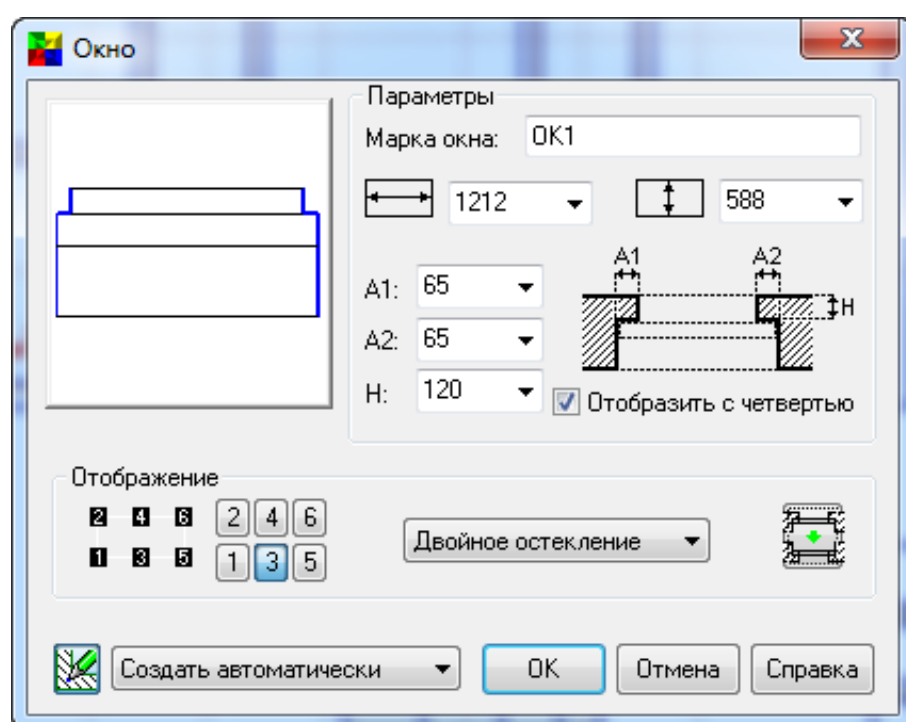 Окно
Параметры
Марка окна: ОК1
1212 588
A1: 65
A2: 65
H: 120
A1 A2
H
Отобразить с четвертью
Отображение
2 4 6 2 4 6
1 3 5 1 3 5
Двойное остекление
Создать автоматически OK Отмена Справка